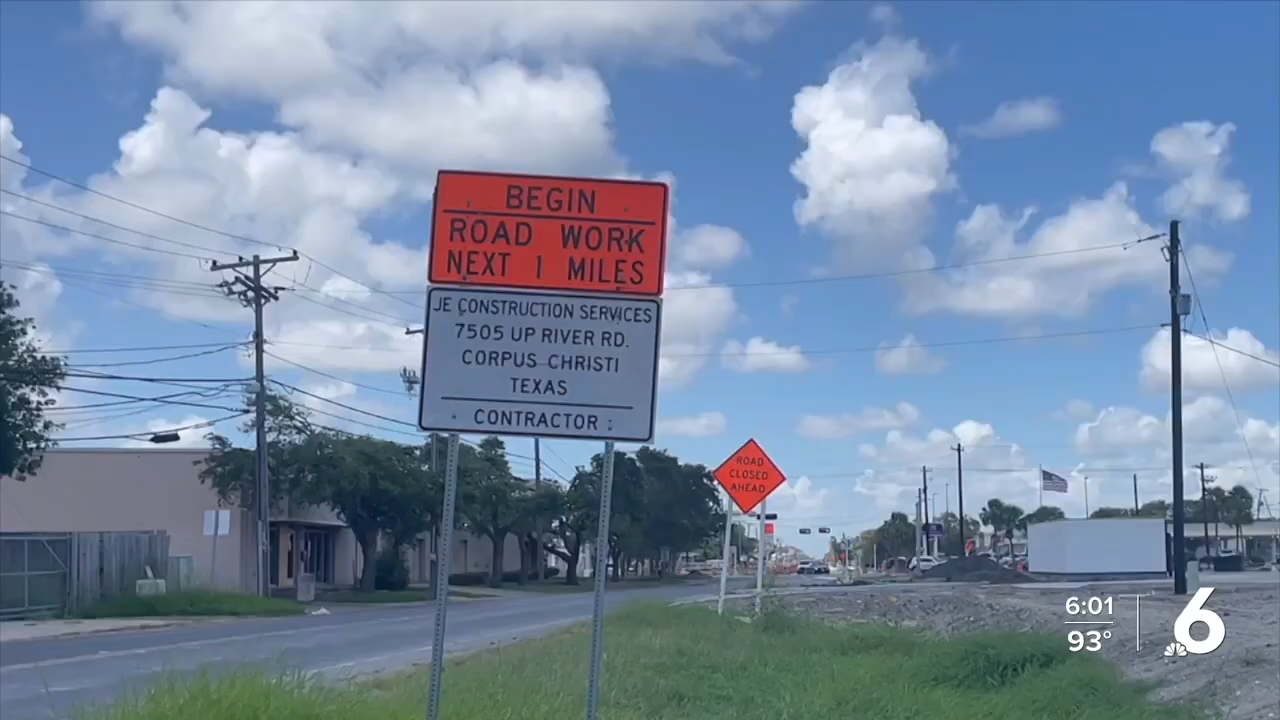 BEGIN
ROAD WORK
NEXT 1 MILES
JE CONSTRUCTION SERVICES
7505 UP RIVER RD.
CORPUS CHRISTI
TEXAS
CONTRACTOR
ROAD
CLOSED
AHEAD
6:01
93°
6